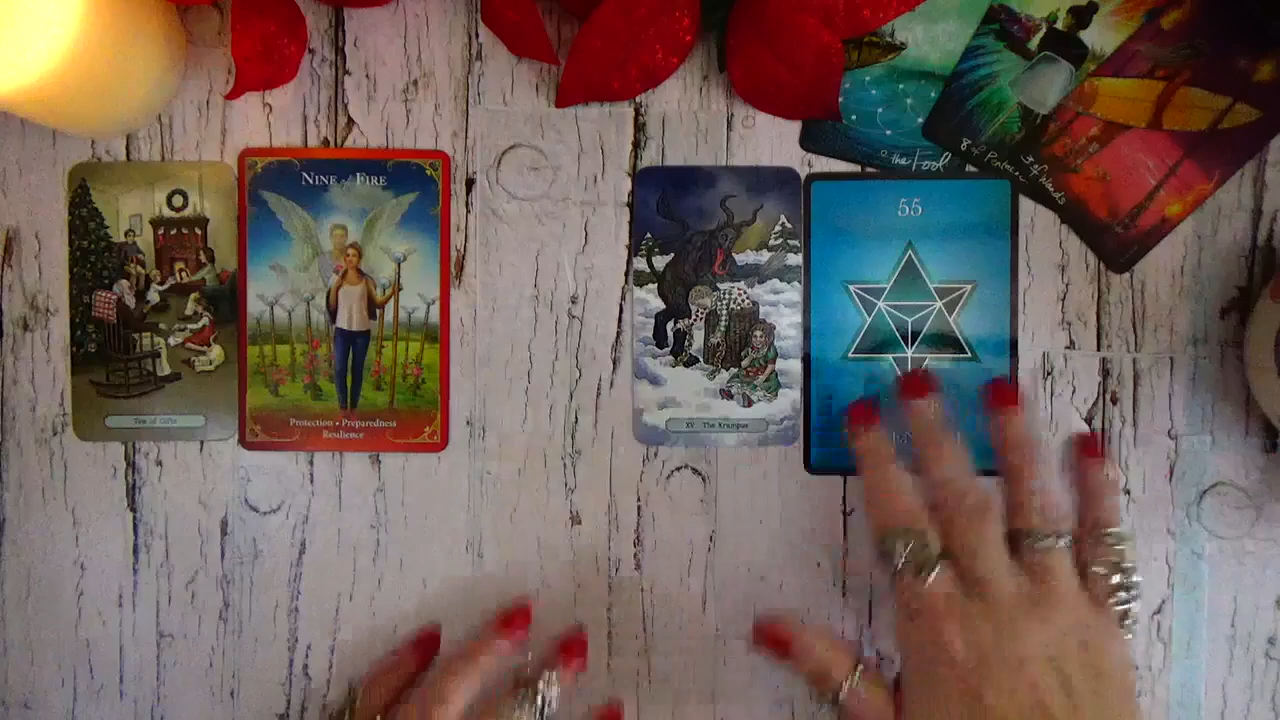 Ten of Gifts
NINE of FIRE
Protection • Preparedness
Resilience
XV. The Krampus
55
0 the Fool
8 of Pentacles
3 of Wands